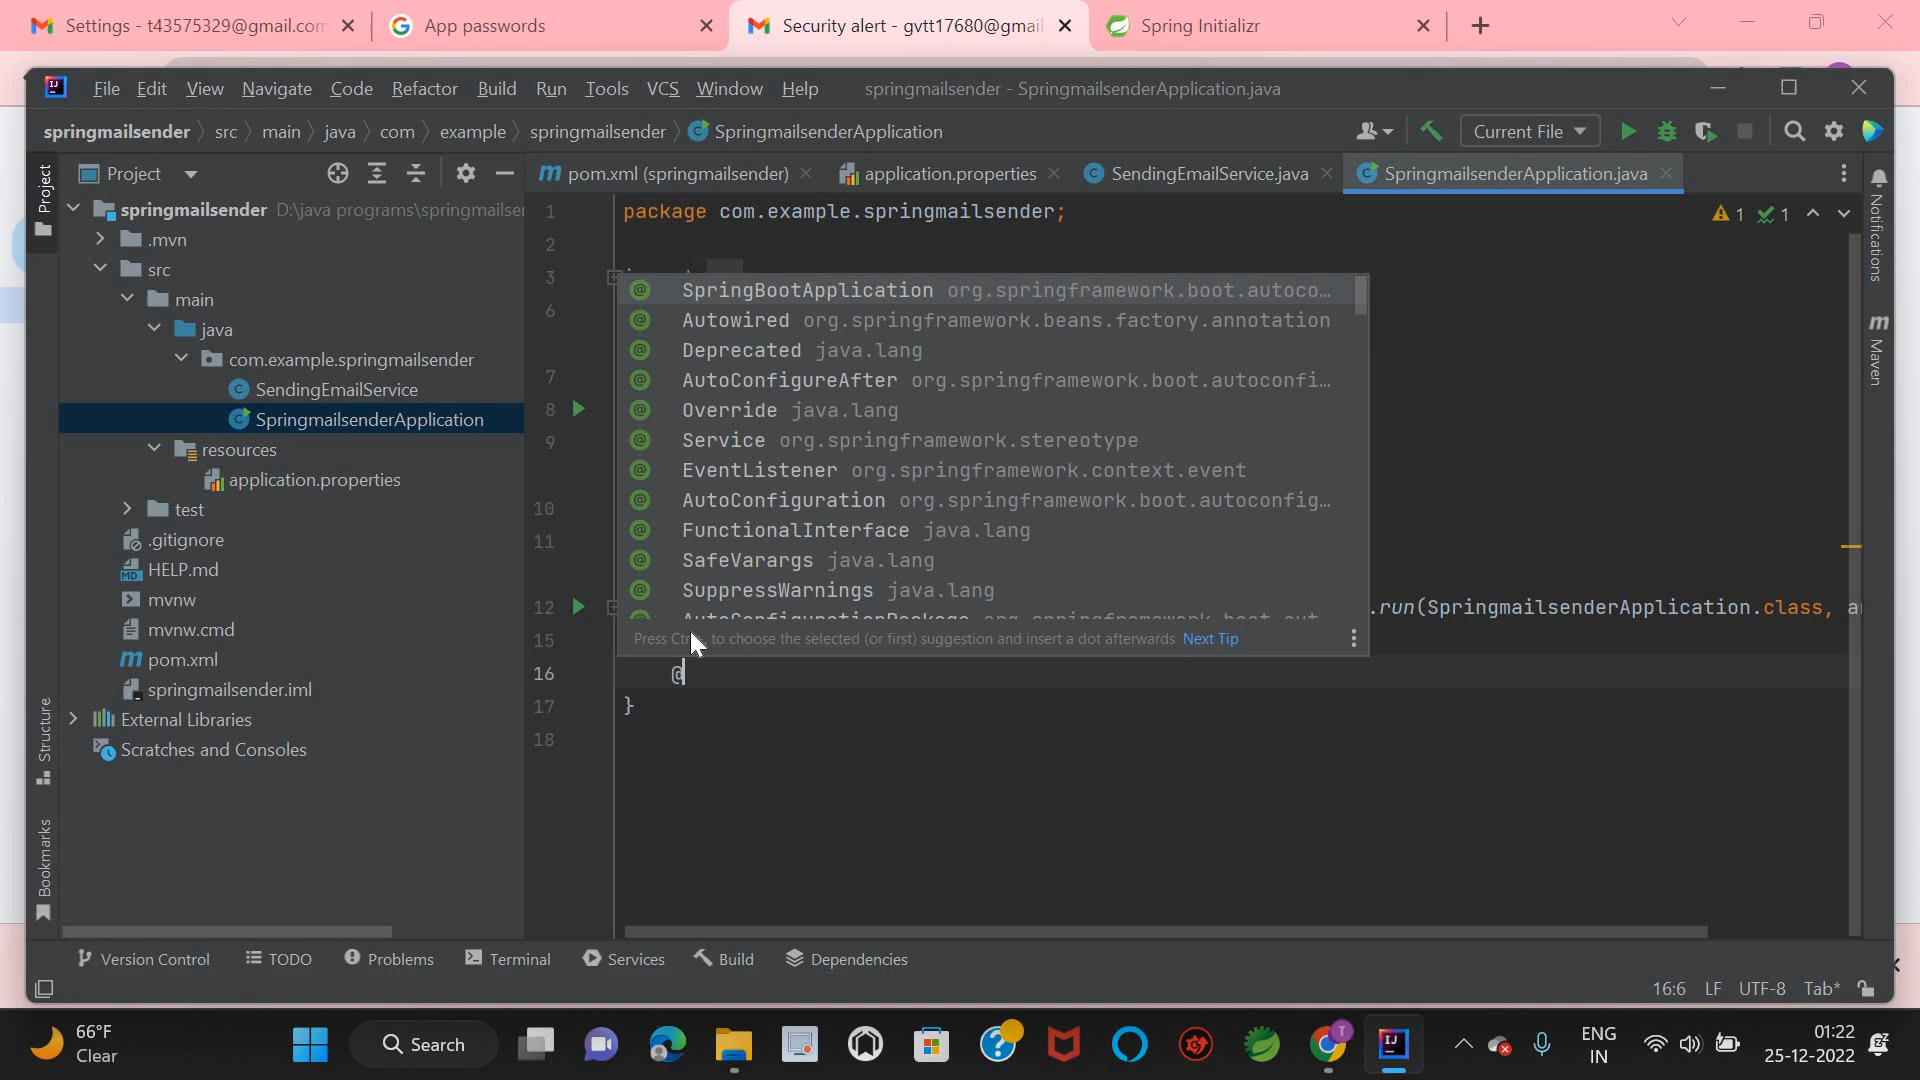 Settings - t43575329@gmail.com
App passwords
Security alert - gvtt17680@gmai
Spring Initializr
File Edit View Navigate Code Refactor Build Run Tools VCS Window Help springmailsender - SpringmailsenderApplication.java
springmailsender src main java com example springmailsender SpringmailsenderApplication
Current File
Project
pom.xml (springmailsender)
application.properties
SendingEmailService.java
SpringmailsenderApplication.java
springmailsender D:\java programs\springmailser
.mvn
src
main
java
com.example.springmailsender
SendingEmailService
SpringmailsenderApplication
resources
application.properties
test
.gitignore
HELP.md
mvnw
mvnw.cmd
pom.xml
springmailsender.iml
External Libraries
Scratches and Consoles
Project
Structure
Bookmarks
1 package com.example.springmailsender;
2
3
6
7
8
9
10
11
12 .run(SpringmailsenderApplication.class, a
15
16 @
17 }
18
1 1
@ SpringBootApplication org.springframework.boot.autoco...
@ Autowired org.springframework.beans.factory.annotation
@ Deprecated java.lang
@ AutoConfigureAfter org.springframework.boot.autoconfi...
@ Override java.lang
@ Service org.springframework.stereotype
@ EventListener org.springframework.context.event
@ AutoConfiguration org.springframework.boot.autoconfig...
@ FunctionalInterface java.lang
@ SafeVarargs java.lang
@ SuppressWarnings java.lang
Press to choose the selected (or first) suggestion and insert a dot afterwards Next Tip
Notifications
Maven
Version Control TODO Problems Terminal Services Build Dependencies
16:6 LF UTF-8 Tab*
66°F
Clear
Search
ENG
IN
01:22
25-12-2022